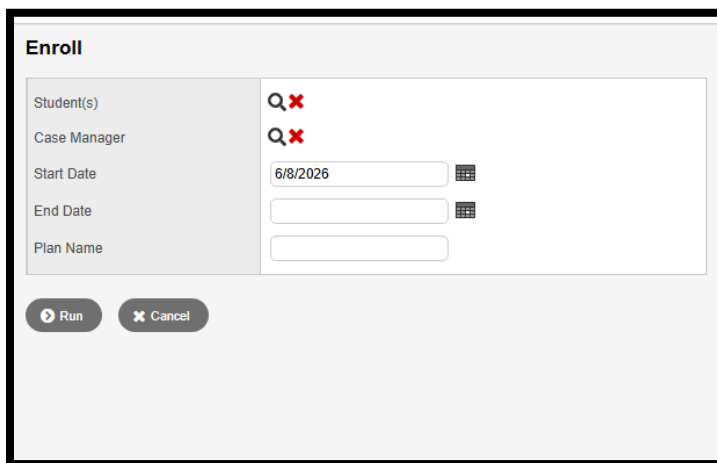 Enroll
Student(s)
Case Manager
Start Date 6/8/2026
End Date
Plan Name
Run Cancel